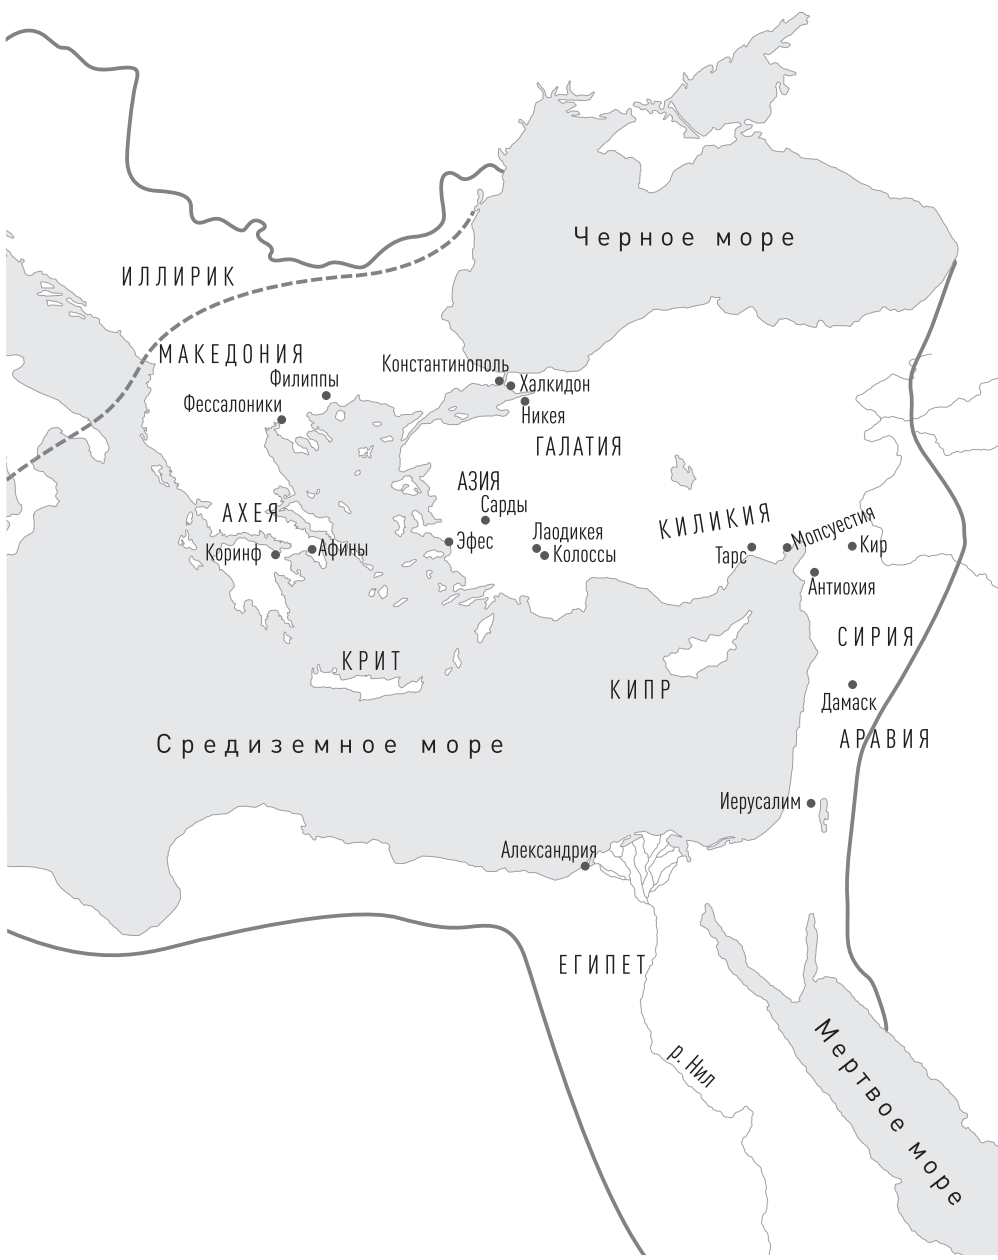 Черное море
ИЛЛИРИК
МАКЕДОНИЯ
Константинополь
Филиппы
Халкидон
Фессалоники
Никея
ГАЛАТИЯ
АЗИЯ
Сарды
АХЕЯ
КИЛИКИЯ
Мопсуестия
Лаодикея
Эфес
Коринф
Афины
Колоссы
Тарс
Кир
Антиохия
СИРИЯ
КРИТ
КИПР
Дамаск
АРАВИЯ
Средиземное море
Иерусалим
Александрия
ЕГИПЕТ
р. Нил
Мертвое море